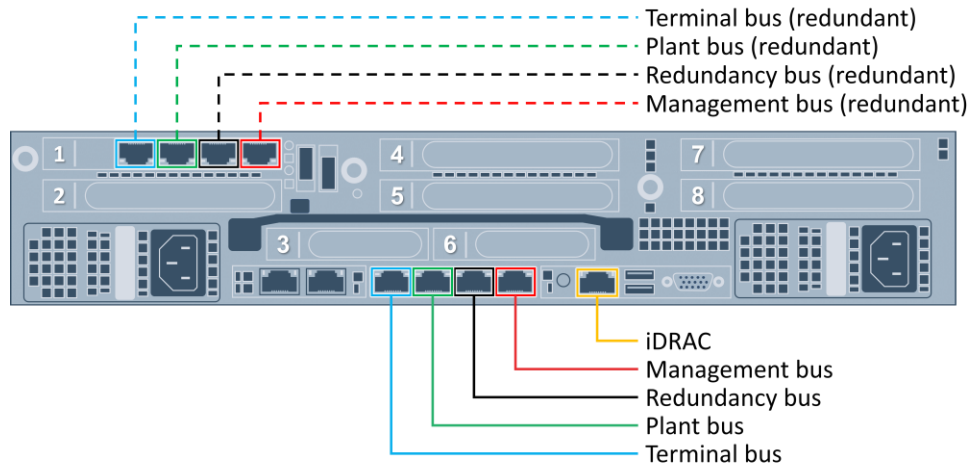 Terminal bus (redundant)
Plant bus (redundant)
Redundancy bus (redundant)
Management bus (redundant)
1
4
7
2
5
8
3
6
iDRAC
Management bus
Redundancy bus
Plant bus
Terminal bus